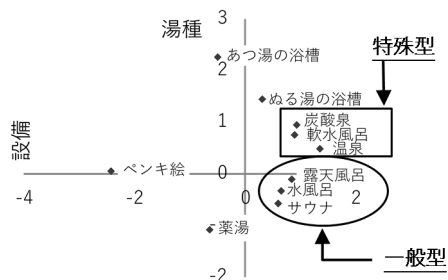 3
湯種
特殊型
あつ湯の浴槽
2
ぬる湯の浴槽
炭酸泉
1
軟水風呂
設備
温泉
ペンキ絵
0
露天風呂
-4
-2
0
水風呂
2
サウナ
薬湯
一般型
-2